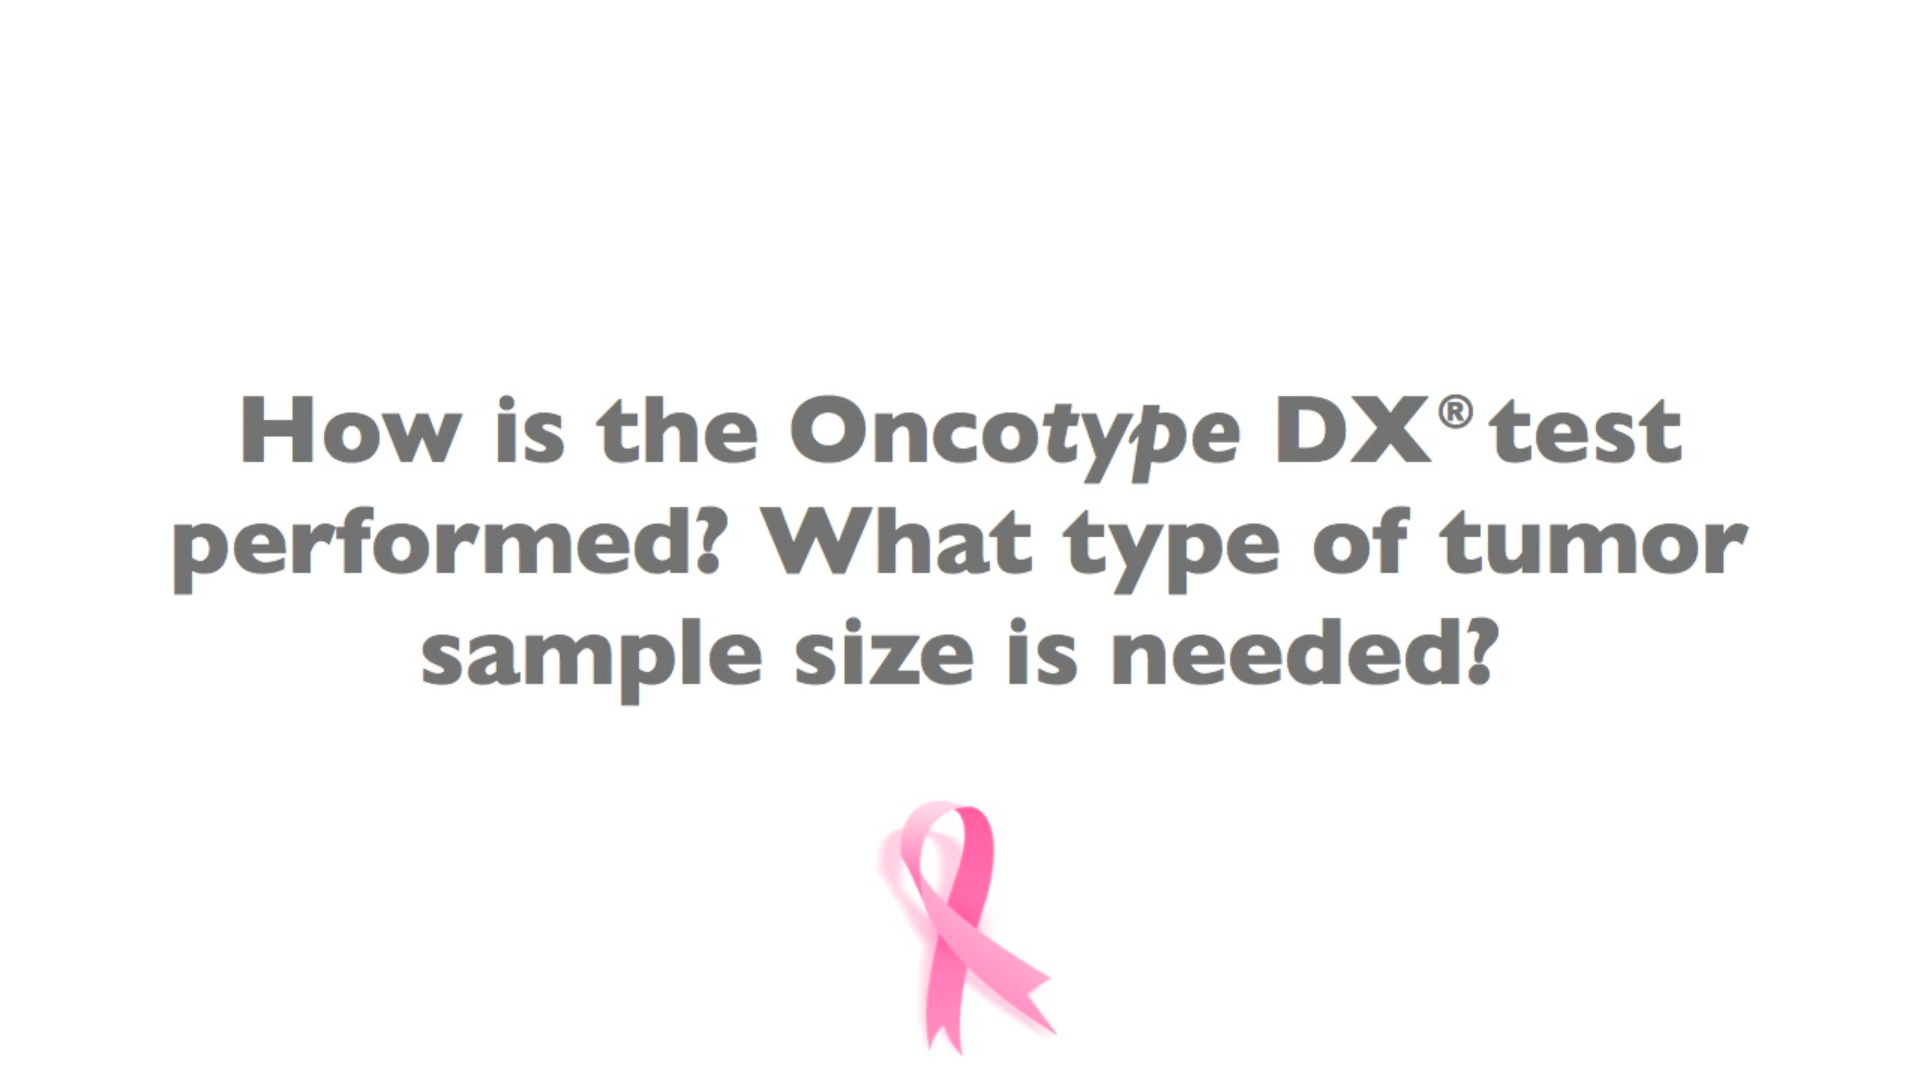 How is the Oncotype DX® test
performed? What type of tumor
sample size is needed?